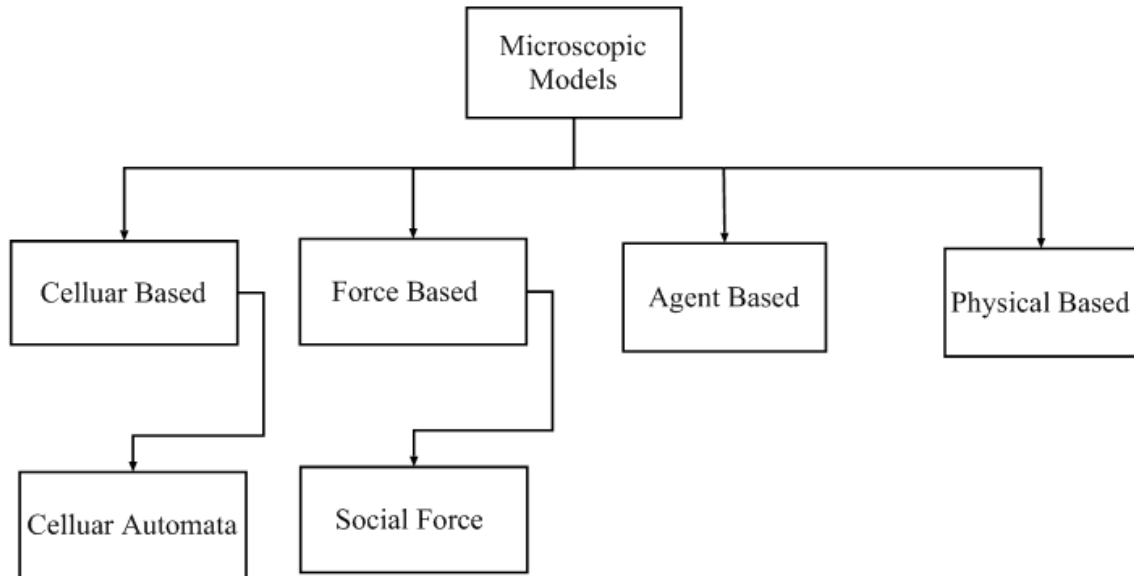 Microscopic
Models
Celluar Based
Force Based
Agent Based
Physical Based
Celluar Automata
Social Force